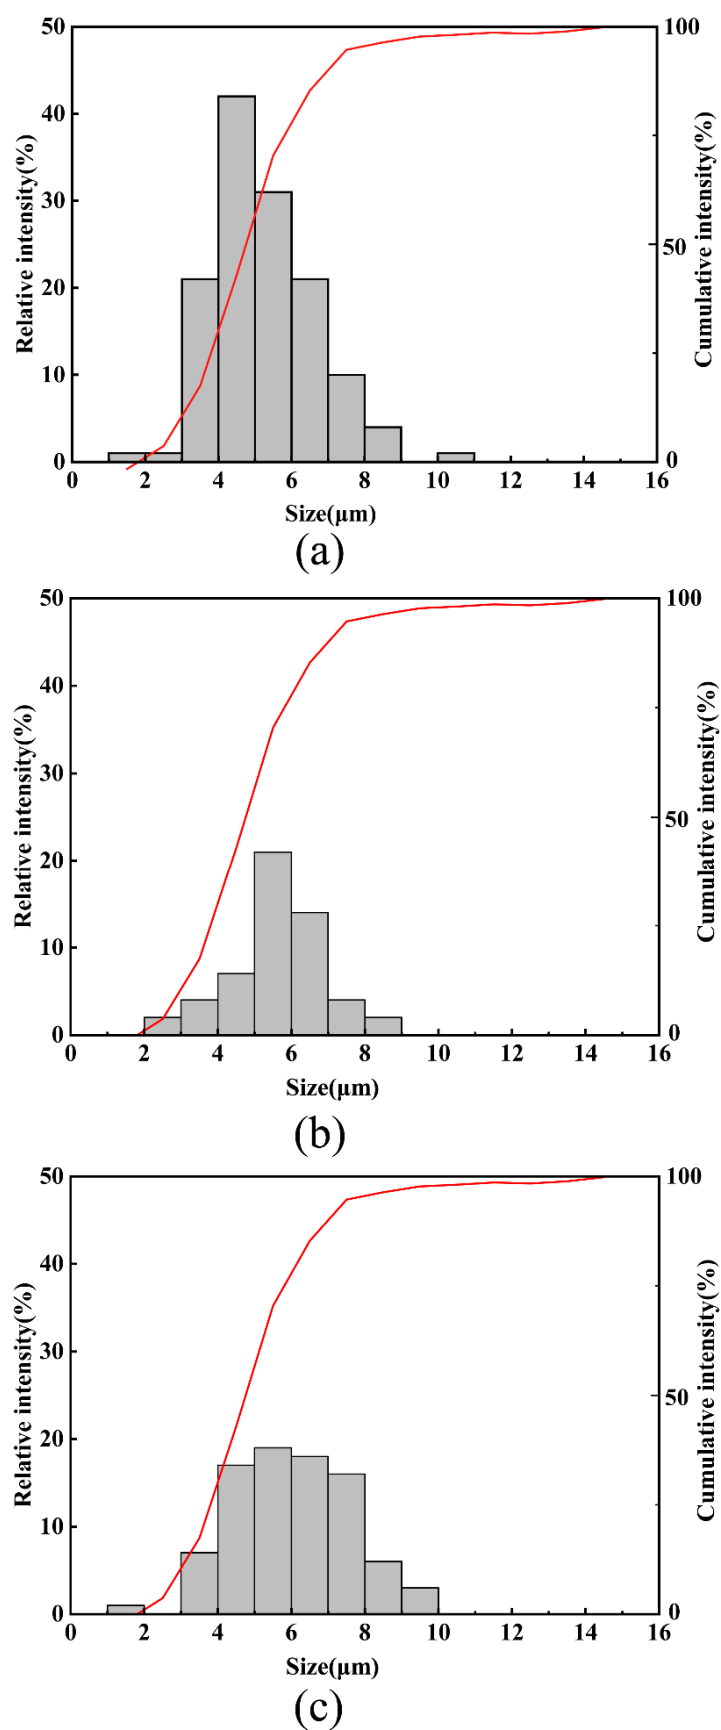 50
40
30
20
10
0
Relative intensity(%)
100
50
0
Cumulative intensity(%)
0 2 4 6 8 10 12 14 16
Size(μm)
(a)
50
40
30
20
10
0
Relative intensity(%)
100
50
0
Cumulative intensity(%)
0 2 4 6 8 10 12 14 16
Size(μm)
(b)
50
40
30
20
10
0
Relative intensity(%)
100
50
0
Cumulative intensity(%)
0 2 4 6 8 10 12 14 16
Size(μm)
(c)